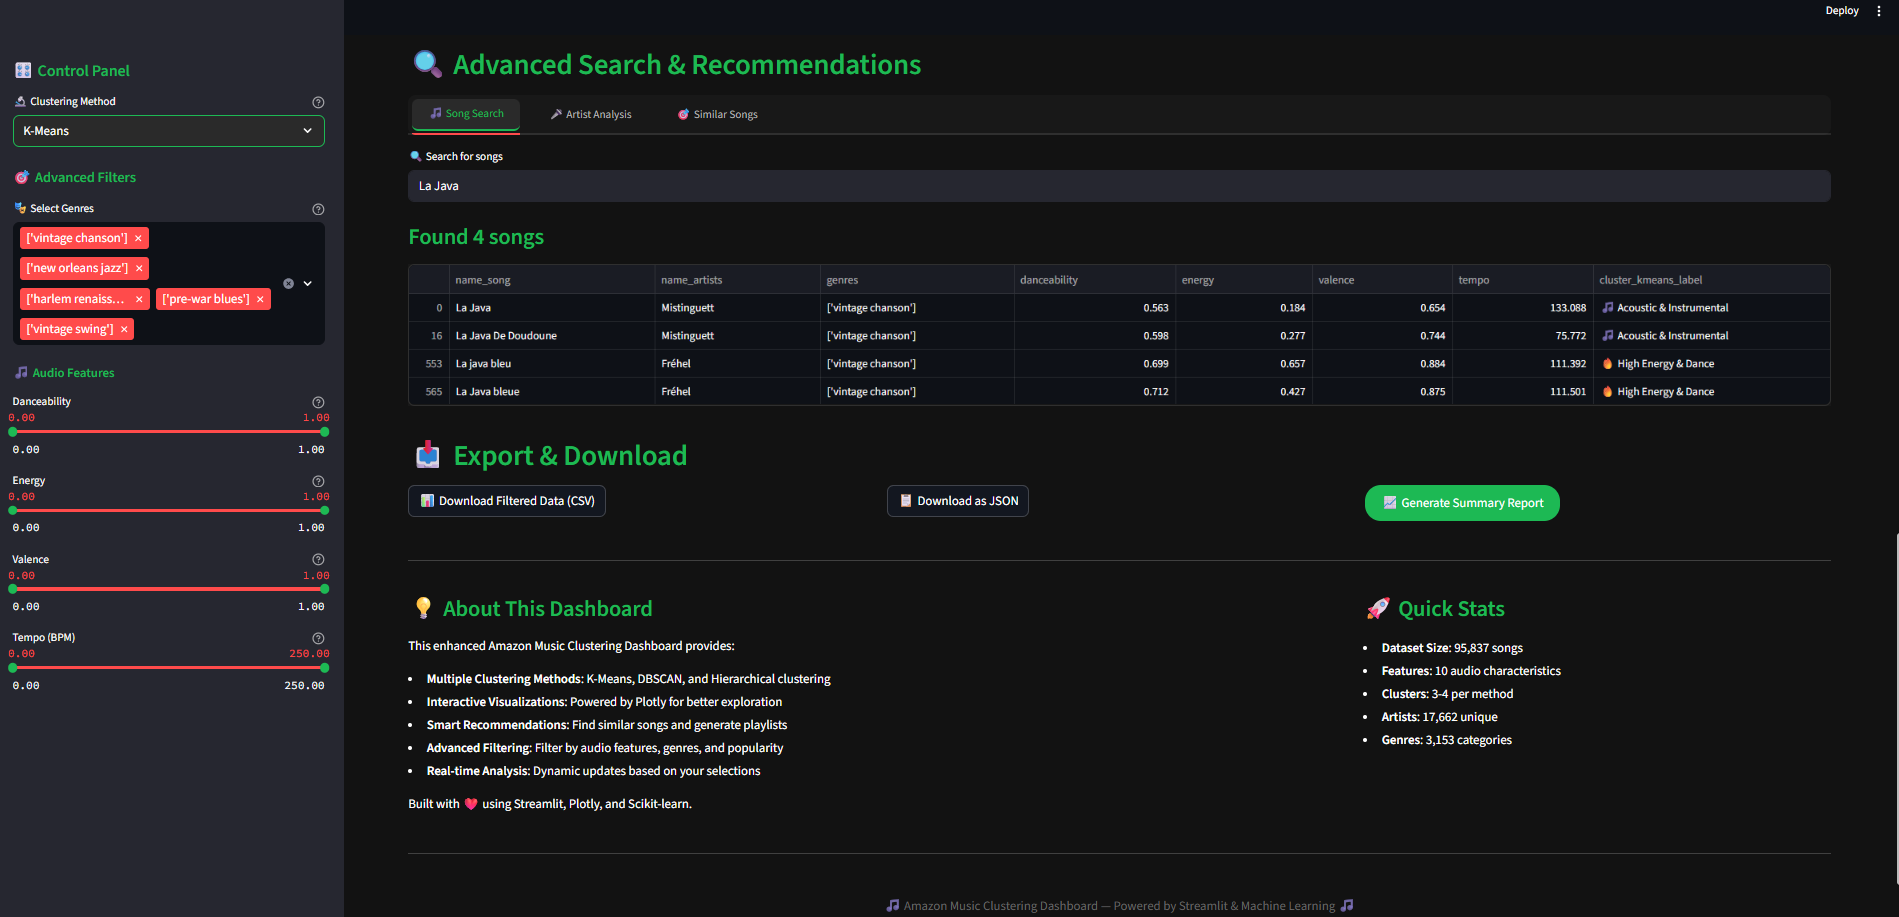 Deploy
Control Panel
Clustering Method
K-Means
Advanced Filters
Select Genres
['vintage chanson'] ×
['new orleans jazz'] ×
['harlem renaiss... × ['pre-war blues'] ×
['vintage swing'] ×
Audio Features
Danceability
0.00 1.00
0.00 1.00
Energy
0.00 1.00
0.00 1.00
Valence
0.00 1.00
0.00 1.00
Tempo (BPM)
0.00 250.00
0.00 250.00
Advanced Search & Recommendations
Song Search Artist Analysis Similar Songs
Search for songs
La Java
Found 4 songs
name_song name_artists genres danceability energy valence tempo cluster_kmeans_label
0 La Java Mistinguett ['vintage chanson'] 0.563 0.184 0.654 133.088 Acoustic & Instrumental
16 La Java De Doudoune Mistinguett ['vintage chanson'] 0.598 0.277 0.744 75.772 Acoustic & Instrumental
553 La java bleu Fréhel ['vintage chanson'] 0.699 0.657 0.884 111.392 High Energy & Dance
565 La Java bleue Fréhel ['vintage chanson'] 0.712 0.427 0.875 111.501 High Energy & Dance
Export & Download
Download Filtered Data (CSV) Download as JSON Generate Summary Report
About This Dashboard
This enhanced Amazon Music Clustering Dashboard provides:
• Multiple Clustering Methods: K-Means, DBSCAN, and Hierarchical clustering
• Interactive Visualizations: Powered by Plotly for better exploration
• Smart Recommendations: Find similar songs and generate playlists
• Advanced Filtering: Filter by audio features, genres, and popularity
• Real-time Analysis: Dynamic updates based on your selections
Built with ❤️ using Streamlit, Plotly, and Scikit-learn.
Quick Stats
• Dataset Size: 95,837 songs
• Features: 10 audio characteristics
• Clusters: 3-4 per method
• Artists: 17,662 unique
• Genres: 3,153 categories
Amazon Music Clustering Dashboard — Powered by Streamlit & Machine Learning